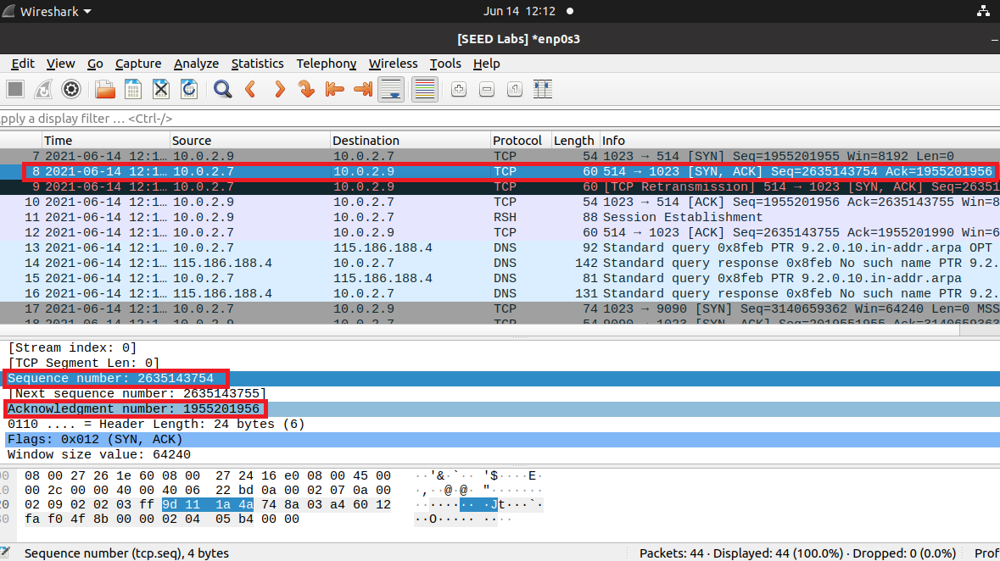 Wireshark Jun 14 12:12
[SEED Labs] *enp0s3
Edit View Go Capture Analyze Statistics Telephony Wireless Tools Help
pply a display filter … <Ctrl-/>
Time Source Destination Protocol Length Info
7 2021-06-14 12:1… 10.0.2.9 10.0.2.7 TCP 54 1023 → 514 [SYN] Seq=1955201955 Win=8192 Len=0
8 2021-06-14 12:1… 10.0.2.7 10.0.2.9 TCP 60 514 → 1023 [SYN, ACK] Seq=2635143754 Ack=1955201956
9 2021-06-14 12:1… 10.0.2.7 10.0.2.9 TCP 60 [TCP Retransmission] 514 → 1023 [SYN, ACK] Seq=26351
10 2021-06-14 12:1… 10.0.2.9 10.0.2.7 TCP 54 1023 → 514 [ACK] Seq=1955201956 Ack=2635143755 Win=8
11 2021-06-14 12:1… 10.0.2.9 10.0.2.7 RSH 88 Session Establishment
12 2021-06-14 12:1… 10.0.2.7 10.0.2.9 TCP 60 514 → 1023 [ACK] Seq=2635143755 Ack=1955201990 Win=6
13 2021-06-14 12:1… 10.0.2.7 115.186.188.4 DNS 92 Standard query 0x8feb PTR 9.2.0.10.in-addr.arpa OPT
14 2021-06-14 12:1… 115.186.188.4 10.0.2.7 DNS 142 Standard query response 0x8feb No such name PTR 9.2.
15 2021-06-14 12:1… 10.0.2.7 115.186.188.4 DNS 81 Standard query 0x8feb PTR 9.2.0.10.in-addr.arpa
16 2021-06-14 12:1… 115.186.188.4 10.0.2.7 DNS 131 Standard query response 0x8feb No such name PTR 9.2.
17 2021-06-14 12:1… 10.0.2.7 10.0.2.9 TCP 74 1023 → 9090 [SYN] Seq=3140659362 Win=64240 Len=0 MSS
18 2021-06-14 12:1… 10.0.2.9 10.0.2.7 TCP 54 9090 → 1023 [SYN, ACK] Seq=2019551955 Ack=3140659363
[Stream index: 0]
[TCP Segment Len: 0]
Sequence number: 2635143754
[Next sequence number: 2635143755]
Acknowledgment number: 1955201956
0110 .... = Header Length: 24 bytes (6)
Flags: 0x012 (SYN, ACK)
Window size value: 64240
00 08 00 27 26 1e 60 08 00 27 24 16 e0 08 00 45 00 ··'&·`·· '$····E·
10 00 2c 00 00 40 00 40 06 22 bd 0a 00 02 07 0a 00 ·,··@·@· "·······
20 02 09 02 02 03 ff 9d 11 1a 4a 74 8a 03 a4 60 12 ········ ·Jt···`·
30 fa f0 4f 8b 00 00 02 04 05 b4 00 00 ··O····· ····
Sequence number (tcp.seq), 4 bytes Packets: 44 · Displayed: 44 (100.0%) · Dropped: 0 (0.0%) Prof